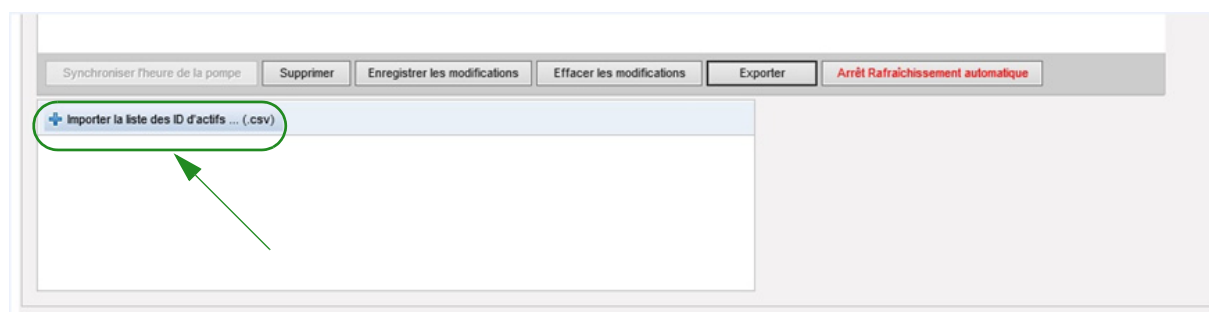 Synchroniser l'heure de la pompe Supprimer Enregistrer les modifications Effacer les modifications Exporter Arrêt Rafraîchissement automatique
Importer la liste des ID d'actifs ... (.csv)